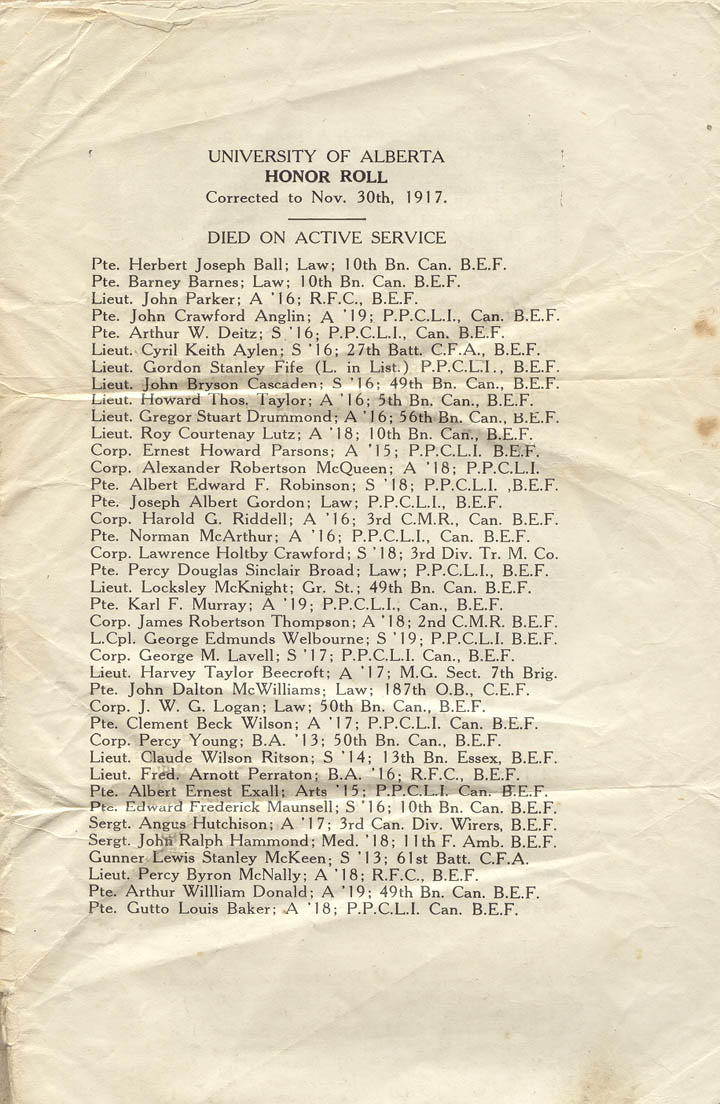 UNIVERSITY OF ALBERTA
HONOR ROLL
Corrected to Nov. 30th, 1917.
DIED ON ACTIVE SERVICE
Pte. Herbert Joseph Ball; Law; 10th Bn. Can. B.E.F.
Pte. Barney Barnes; Law; 10th Bn. Can. B.E.F.
Lieut. John Parker; A '16; R.F.C., B.E.F.
Pte. John Crawford Anglin; A '19; P.P.C.L.I., Can. B.E.F.
Pte. Arthur W. Deitz; S '16; P.P.C.L.I., Can. B.E.F.
Lieut. Cyril Keith Aylen; S '16; 27th Batt. C.F.A., B.E.F.
Lieut. Gordon Stanley Fife (L. in List.) P.P.C.L.I., B.E.F.
Lieut. John Bryson Cascaden; S '16; 49th Bn. Can., B.E.F.
Lieut. Howard Thos. Taylor; A '16; 5th Bn. Can., B.E.F.
Lieut. Gregor Stuart Drummond; A '16; 56th Bn. Can., B.E.F.
Lieut. Roy Courtenay Lutz; A '18; 10th Bn. Can., B.E.F.
Corp. Ernest Howard Parsons; A '15; P.P.C.L.I. B.E.F.
Corp. Alexander Robertson McQueen; A '18; P.P.C.L.I.
Pte. Albert Edward F. Robinson; S '18; P.P.C.L.I. ,B.E.F.
Pte. Joseph Albert Gordon; Law; P.P.C.L.I., B.E.F.
Corp. Harold G. Riddell; A '16; 3rd C.M.R., Can. B.E.F.
Pte. Norman McArthur; A '16; P.P.C.L.I., Can. B.E.F.
Corp. Lawrence Holtby Crawford; S '18; 3rd Div. Tr. M. Co.
Pte. Percy Douglas Sinclair Broad; Law; P.P.C.L.I., B.E.F.
Lieut. Locksley McKnight; Gr. St.; 49th Bn. Can. B.E.F.
Pte. Karl F. Murray; A '19; P.P.C.L.I., Can., B.E.F.
Corp. James Robertson Thompson; A '18; 2nd C.M.R. B.E.F.
L.Cpl. George Edmunds Welbourne; S '19; P.P.C.L.I. B.E.F.
Corp. George M. Lavell; S '17; P.P.C.L.I. Can., B.E.F.
Lieut. Harvey Taylor Beecroft; A '17; M.G. Sect. 7th Brig.
Pte. John Dalton McWilliams; Law; 187th O.B., C.E.F.
Corp. J. W. G. Logan; Law; 50th Bn. Can., B.E.F.
Pte. Clement Beck Wilson; A '17; P.P.C.L.I. Can. B.E.F.
Corp. Percy Young; B.A. '13; 50th Bn. Can., B.E.F.
Lieut. Claude Wilson Ritson; S '14; 13th Bn. Essex, B.E.F.
Lieut. Fred. Arnott Perraton; B.A. '16; R.F.C., B.E.F.
Pte. Albert Ernest Exall; Arts '15; P.P.C.L.I. Can. B.E.F.
Pte. Edward Frederick Maunsell; S '16; 10th Bn. Can. B.E.F.
Sergt. Angus Hutchison; A '17; 3rd Can. Div. Wirers, B.E.F.
Sergt. John Ralph Hammond; Med. '18; 11th F. Amb. B.E.F.
Gunner Lewis Stanley McKeen; S '13; 61st Batt. C.F.A.
Lieut. Percy Byron McNally; A '18; R.F.C., B.E.F.
Pte. Arthur Willliam Donald; A '19; 49th Bn. Can. B.E.F.
Pte. Gutto Louis Baker; A '18; P.P.C.L.I. Can. B.E.F.